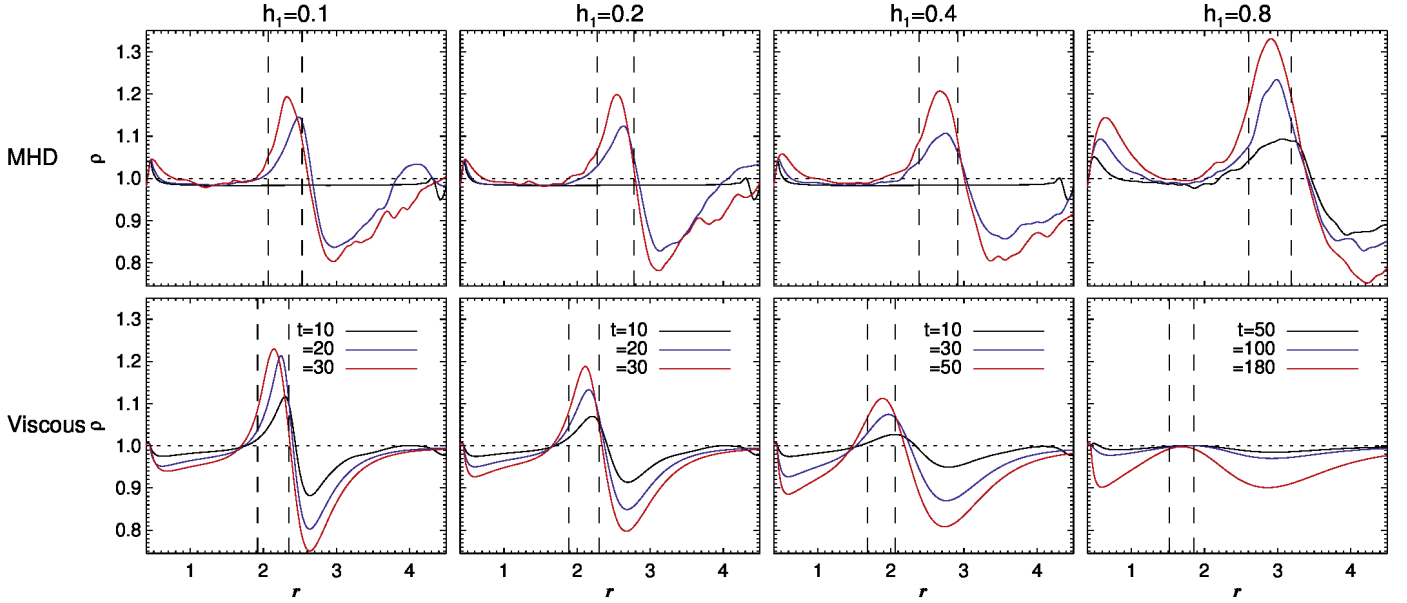 h₁=0.1 h₁=0.2 h₁=0.4 h₁=0.8
MHD
ρ
1.3
1.2
1.1
1.0
0.9
0.8
Viscous ρ
1.3
1.2
1.1
1.0
0.9
0.8
t=10
=20
=30
t=10
=20
=30
t=10
=30
=50
t=50
=100
=180
1 2 3 4 1 2 3 4 1 2 3 4 1 2 3 4
r r r r